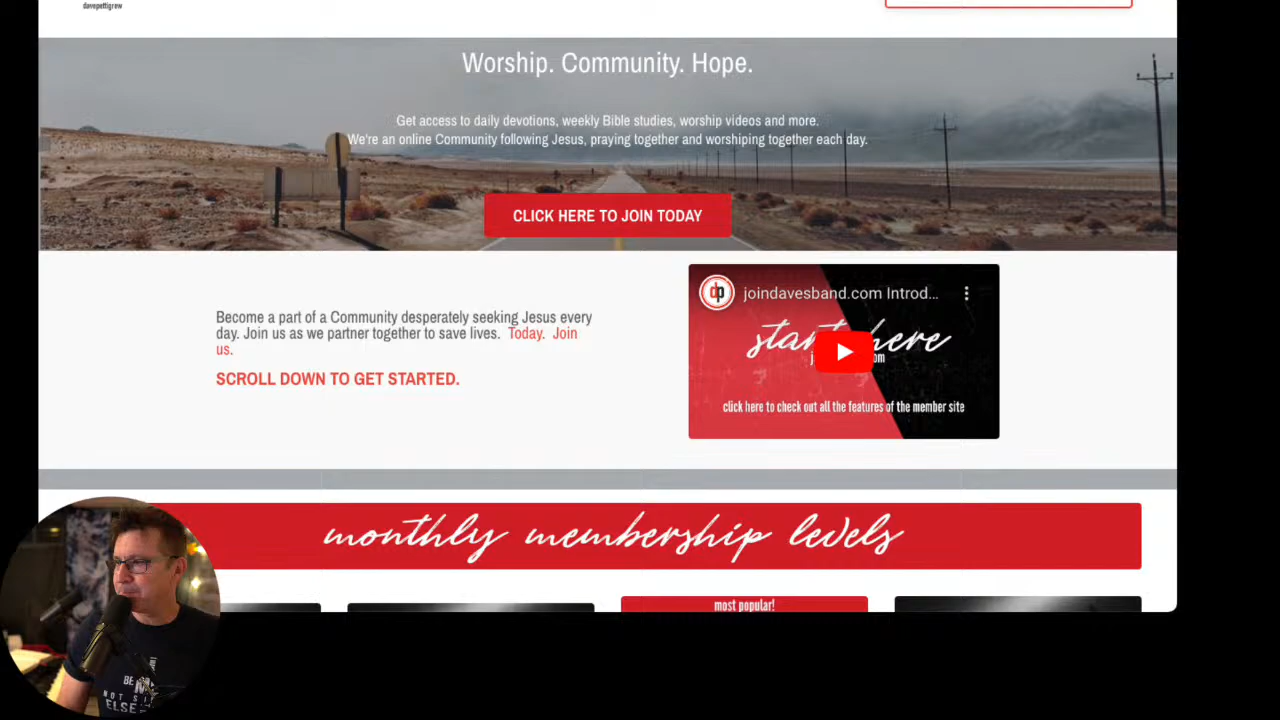 davepettigrew
Worship. Community. Hope.
Get access to daily devotions, weekly Bible studies, worship videos and more.
We're an online Community following Jesus, praying together and worshiping together each day.
CLICK HERE TO JOIN TODAY
Become a part of a Community desperately seeking Jesus every
day. Join us as we partner together to save lives. Today. Join
us.
SCROLL DOWN TO GET STARTED.
dp
joindavesband.com Introd...
start here
click here to check out all the features of the member site
monthly membership levels
most popular!
BE
NOT
ELSE